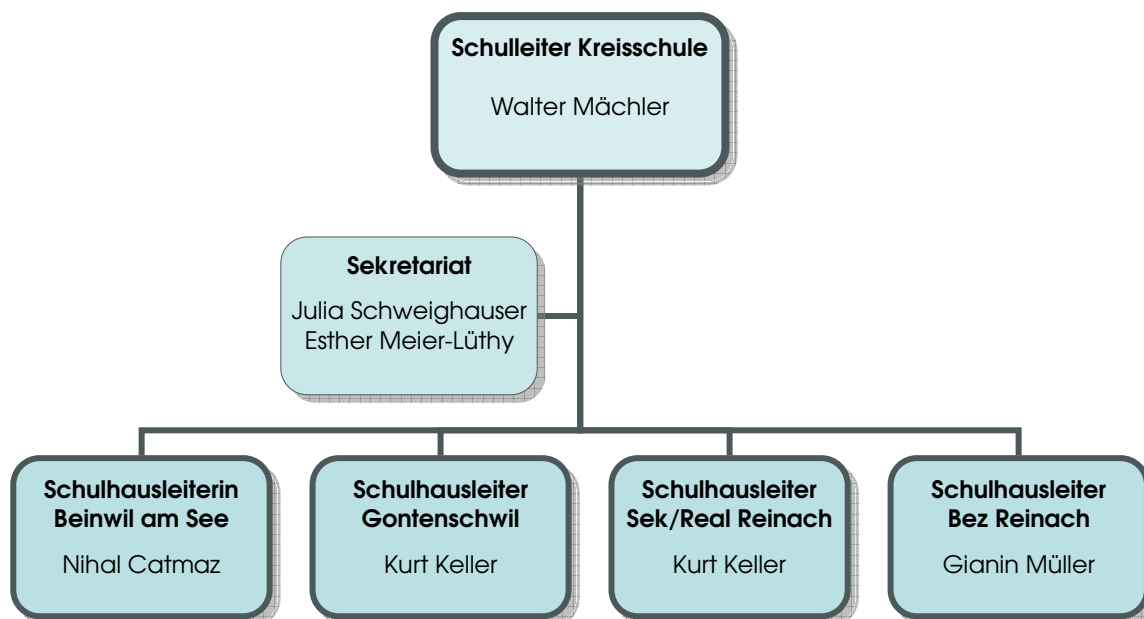 Schulleiter Kreisschule
Walter Mächler
Sekretariat
Julia Schweighauser
Esther Meier-Lüthy
Schulhausleiterin
Beinwil am See
Nihal Catmaz
Schulhausleiter
Gontenschwil
Kurt Keller
Schulhausleiter
Sek/Real Reinach
Kurt Keller
Schulhausleiter
Bez Reinach
Gianin Müller